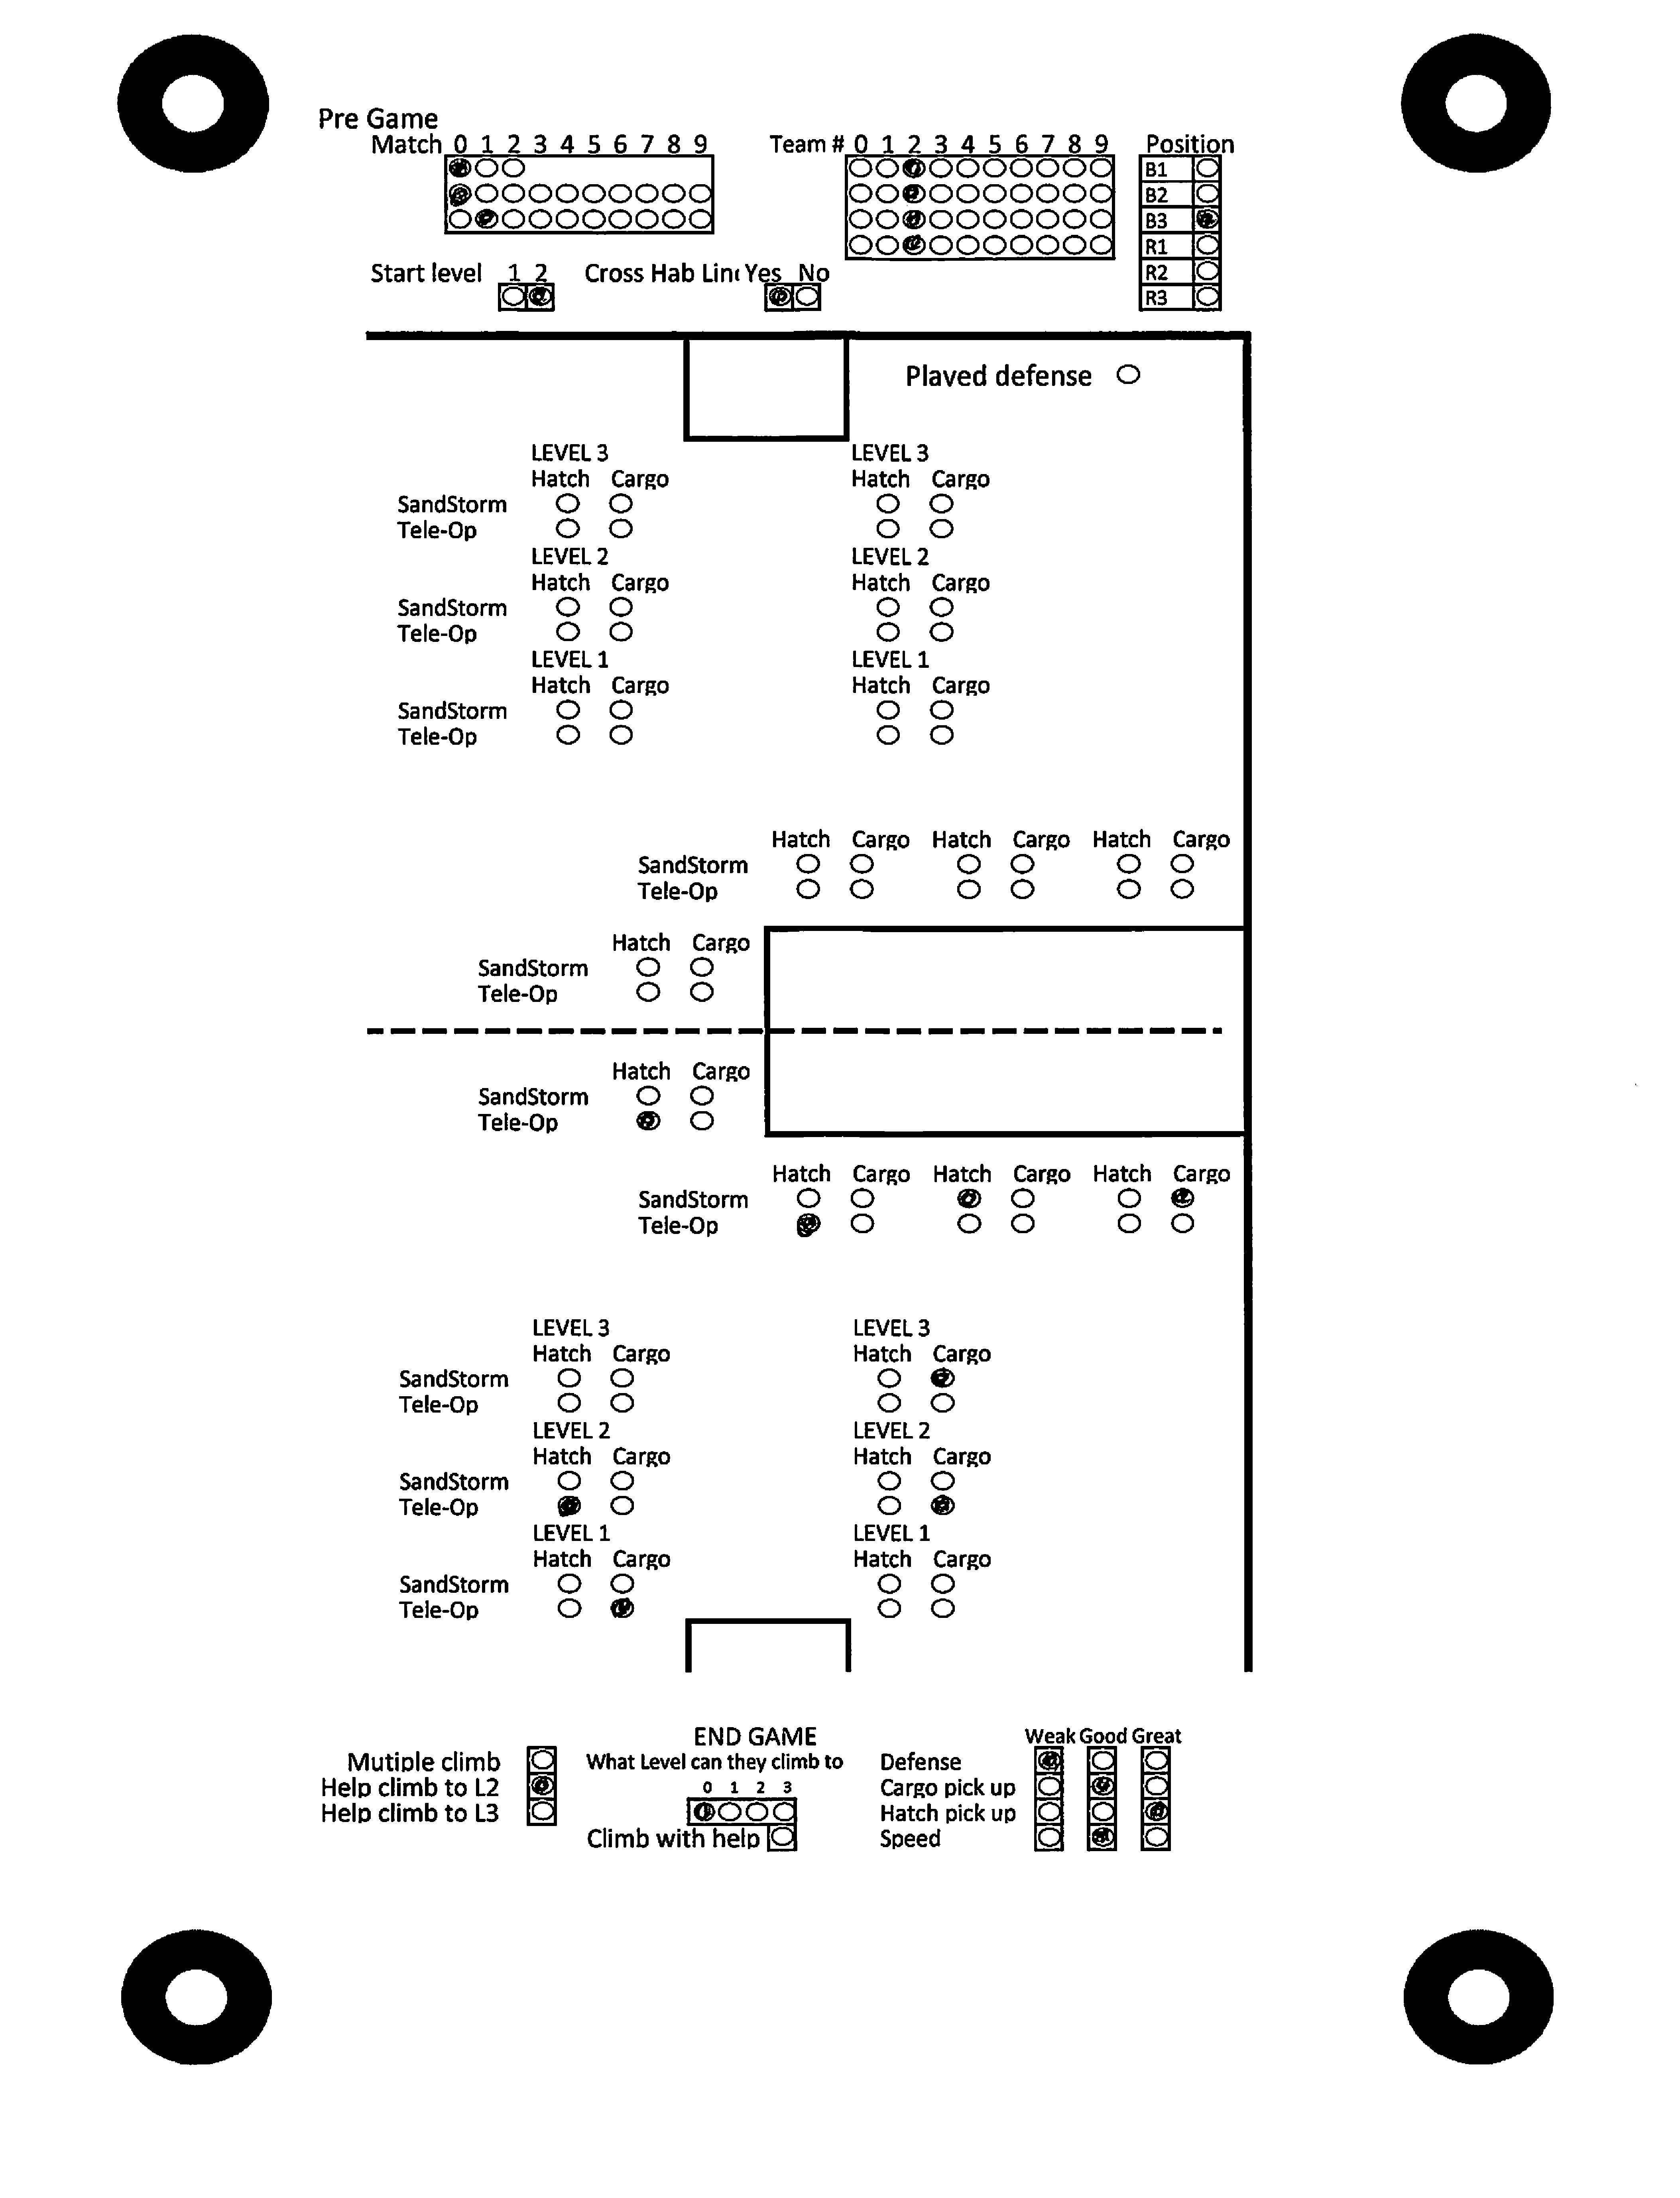 Pre Game
Match 0 1 2 3 4 5 6 7 8 9 Team # 0 1 2 3 4 5 6 7 8 9 Position
B1
B2
B3
R1
Start level 1 2 Cross Hab Line Yes No R2
R3
Played defense
LEVEL 3 LEVEL 3
Hatch Cargo Hatch Cargo
SandStorm
Tele-Op
LEVEL 2 LEVEL 2
Hatch Cargo Hatch Cargo
SandStorm
Tele-Op
LEVEL 1 LEVEL 1
Hatch Cargo Hatch Cargo
SandStorm
Tele-Op
Hatch Cargo Hatch Cargo Hatch Cargo
SandStorm
Tele-Op
Hatch Cargo
SandStorm
Tele-Op
Hatch Cargo
SandStorm
Tele-Op
Hatch Cargo Hatch Cargo Hatch Cargo
SandStorm
Tele-Op
LEVEL 3 LEVEL 3
Hatch Cargo Hatch Cargo
SandStorm
Tele-Op
LEVEL 2 LEVEL 2
Hatch Cargo Hatch Cargo
SandStorm
Tele-Op
LEVEL 1 LEVEL 1
Hatch Cargo Hatch Cargo
SandStorm
Tele-Op
END GAME Weak Good Great
Mutiple climb What Level can they climb to Defense
Help climb to L2 0 1 2 3 Cargo pick up
Help climb to L3 Hatch pick up
Climb with help Speed